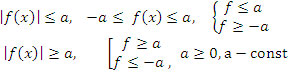 |f(x)| ≤ a, −a ≤ f(x) ≤ a, { f ≤ a
f ≥ −a
|f(x)| ≥ a, [ f ≥ a
f ≤ −a , a ≥ 0, a − const